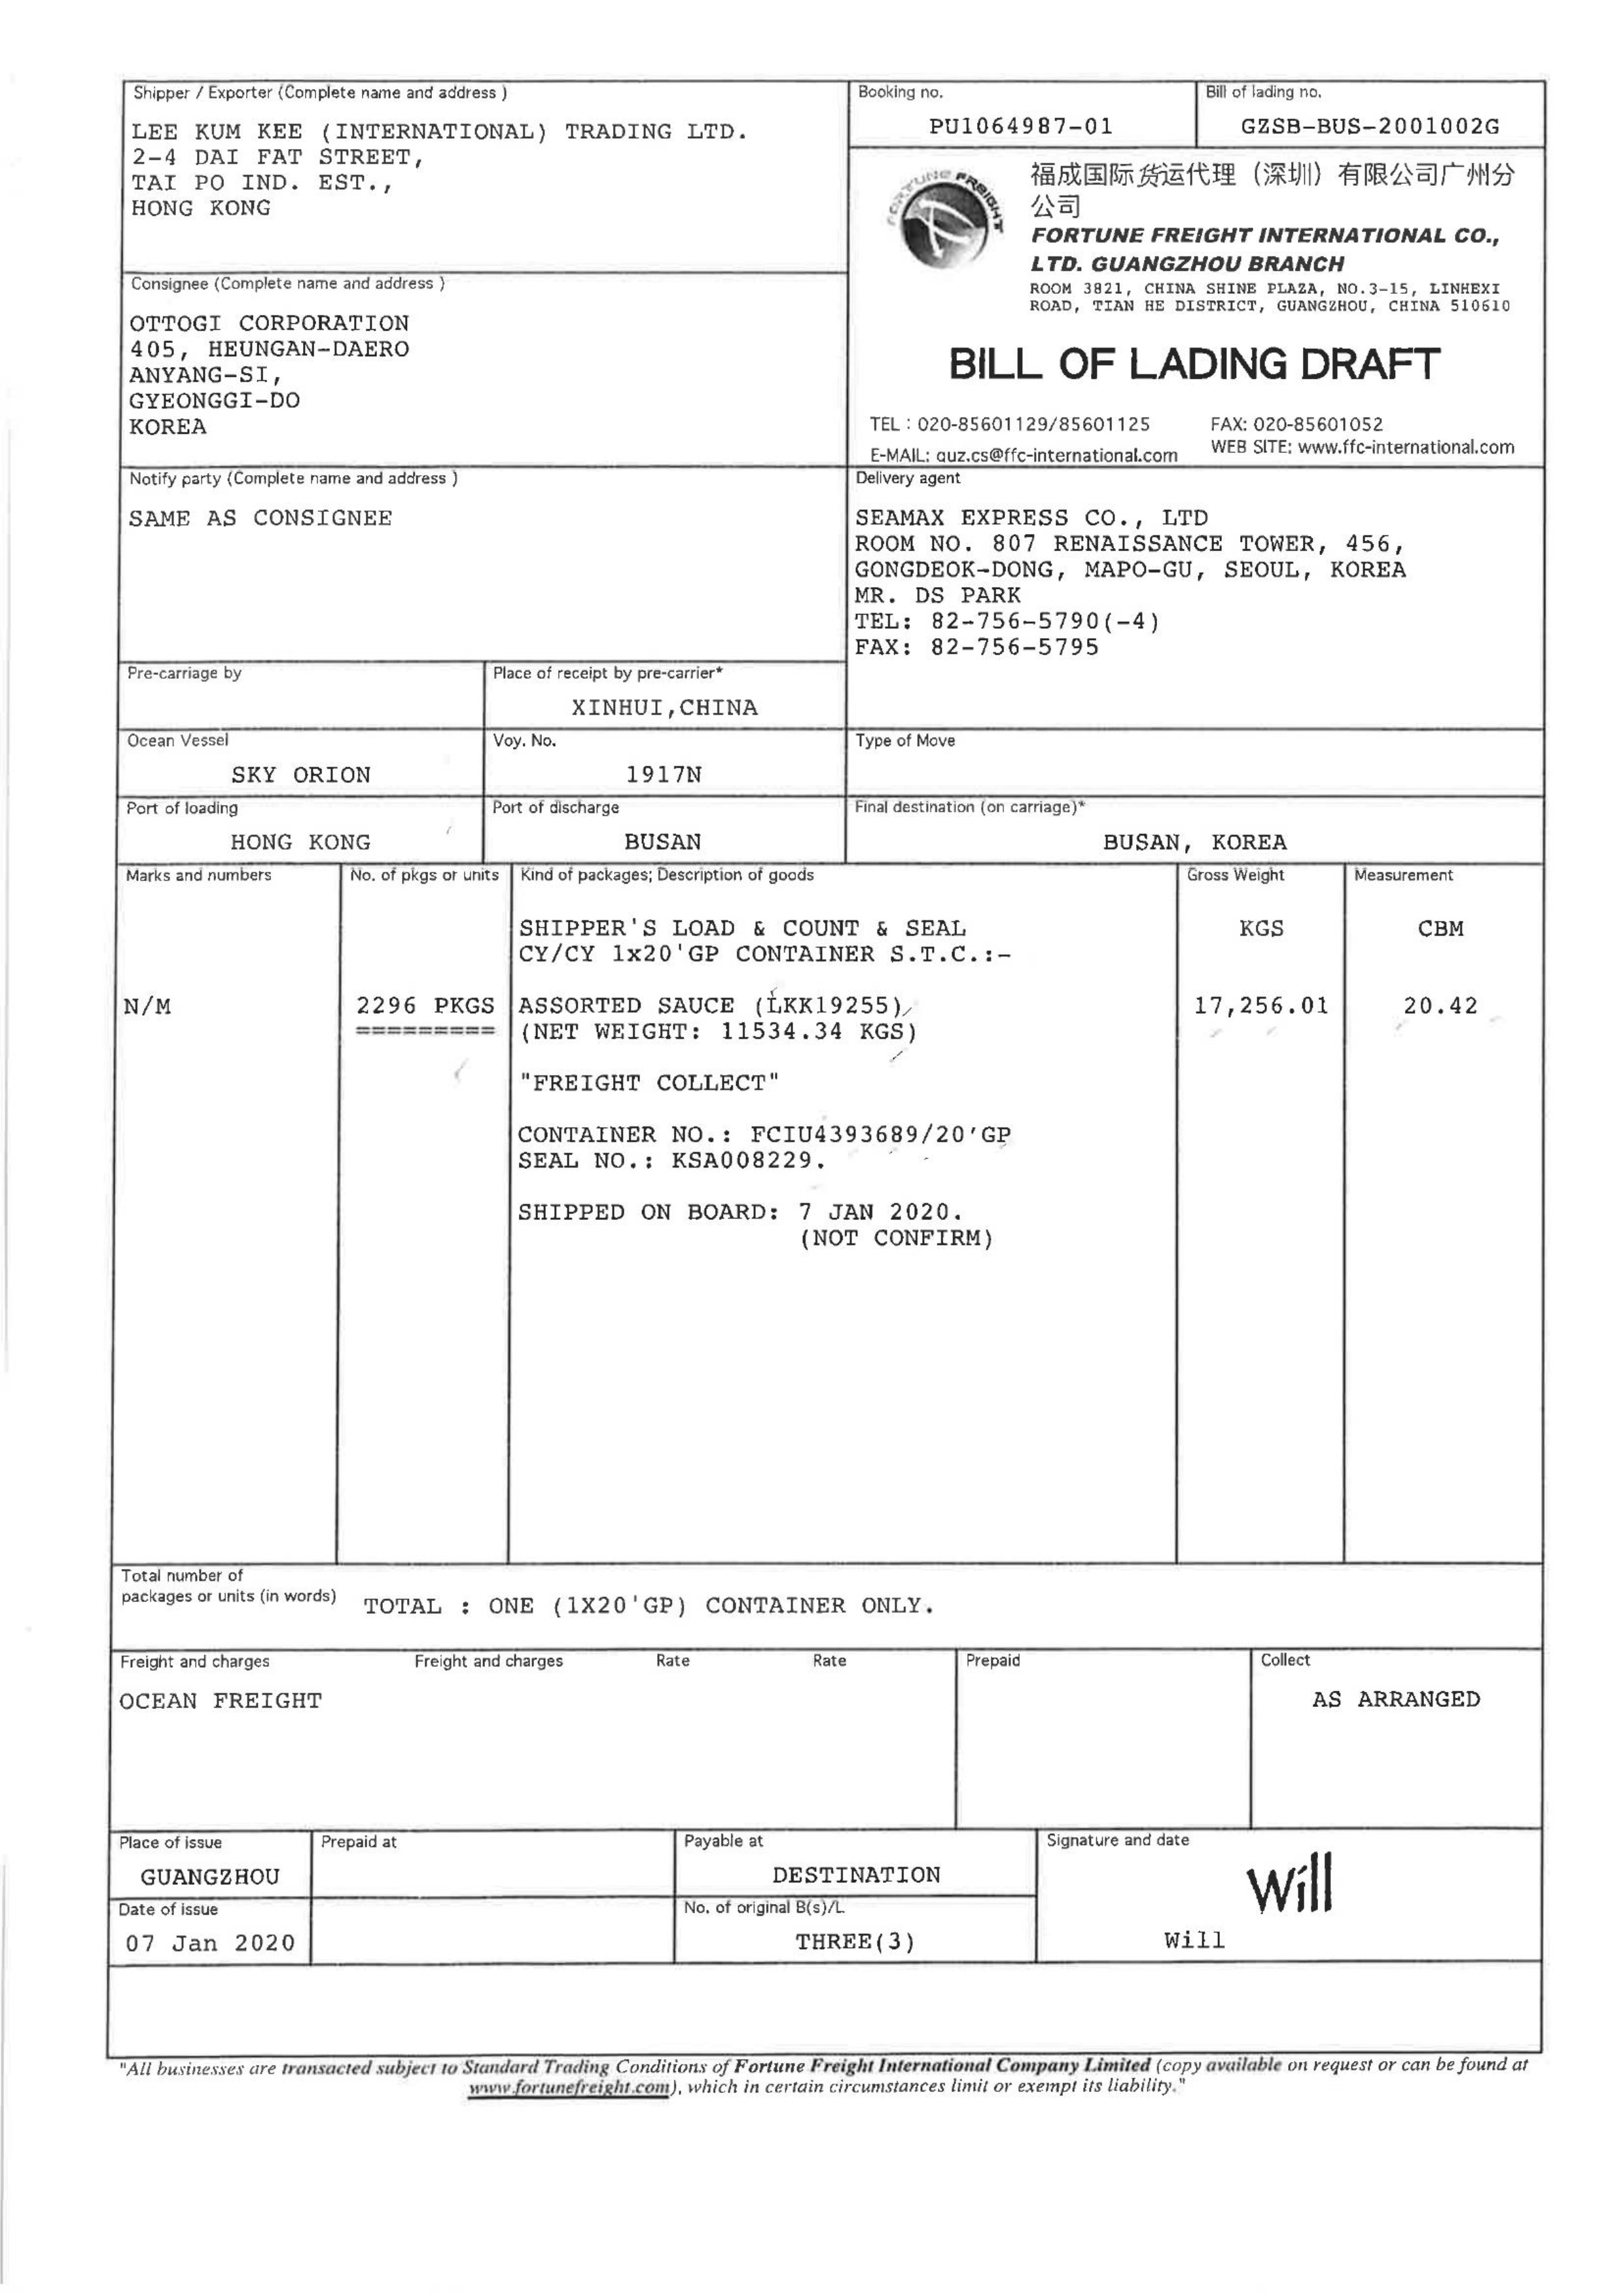 Shipper / Exporter (Complete name and address )
LEE KUM KEE (INTERNATIONAL) TRADING LTD.
2-4 DAI FAT STREET,
TAI PO IND. EST.,
HONG KONG
Booking no.
PU1064987-01
Bill of lading no.
GZSB-BUS-2001002G
FORTUNE FREIGHT
福成国际货运代理（深圳）有限公司广州分
公司
FORTUNE FREIGHT INTERNATIONAL CO.,
LTD. GUANGZHOU BRANCH
ROOM 3821, CHINA SHINE PLAZA, NO.3-15, LINHEXI
ROAD, TIAN HE DISTRICT, GUANGZHOU, CHINA 510610
BILL OF LADING DRAFT
TEL : 020-85601129/85601125 FAX: 020-85601052
E-MAIL: quz.cs@ffc-international.com WEB SITE: www.ffc-international.com
Consignee (Complete name and address )
OTTOGI CORPORATION
405, HEUNGAN-DAERO
ANYANG-SI,
GYEONGGI-DO
KOREA
Notify party (Complete name and address )
SAME AS CONSIGNEE
Delivery agent
SEAMAX EXPRESS CO., LTD
ROOM NO. 807 RENAISSANCE TOWER, 456,
GONGDEOK-DONG, MAPO-GU, SEOUL, KOREA
MR. DS PARK
TEL: 82-756-5790(-4)
FAX: 82-756-5795
Pre-carriage by
Place of receipt by pre-carrier*
XINHUI,CHINA
Ocean Vessel
SKY ORION
Voy. No.
1917N
Type of Move
Port of loading
HONG KONG
Port of discharge
BUSAN
Final destination (on carriage)*
BUSAN, KOREA
Marks and numbers No. of pkgs or units Kind of packages; Description of goods Gross Weight Measurement
SHIPPER'S LOAD & COUNT & SEAL KGS CBM
CY/CY 1x20'GP CONTAINER S.T.C.:-
N/M 2296 PKGS ASSORTED SAUCE (LKK19255) 17,256.01 20.42
========= (NET WEIGHT: 11534.34 KGS)
"FREIGHT COLLECT"
CONTAINER NO.: FCIU4393689/20'GP
SEAL NO.: KSA008229.
SHIPPED ON BOARD: 7 JAN 2020.
(NOT CONFIRM)
Total number of
packages or units (in words) TOTAL : ONE (1X20'GP) CONTAINER ONLY.
Freight and charges Freight and charges Rate Rate Prepaid Collect
OCEAN FREIGHT AS ARRANGED
Place of issue
GUANGZHOU
Prepaid at
Payable at
DESTINATION
Signature and date
Will
Date of issue
07 Jan 2020
No. of original B(s)/L
THREE(3)
Will
"All businesses are transacted subject to Standard Trading Conditions of Fortune Freight International Company Limited (copy available on request or can be found at
www.fortunefreight.com), which in certain circumstances limit or exempt its liability."